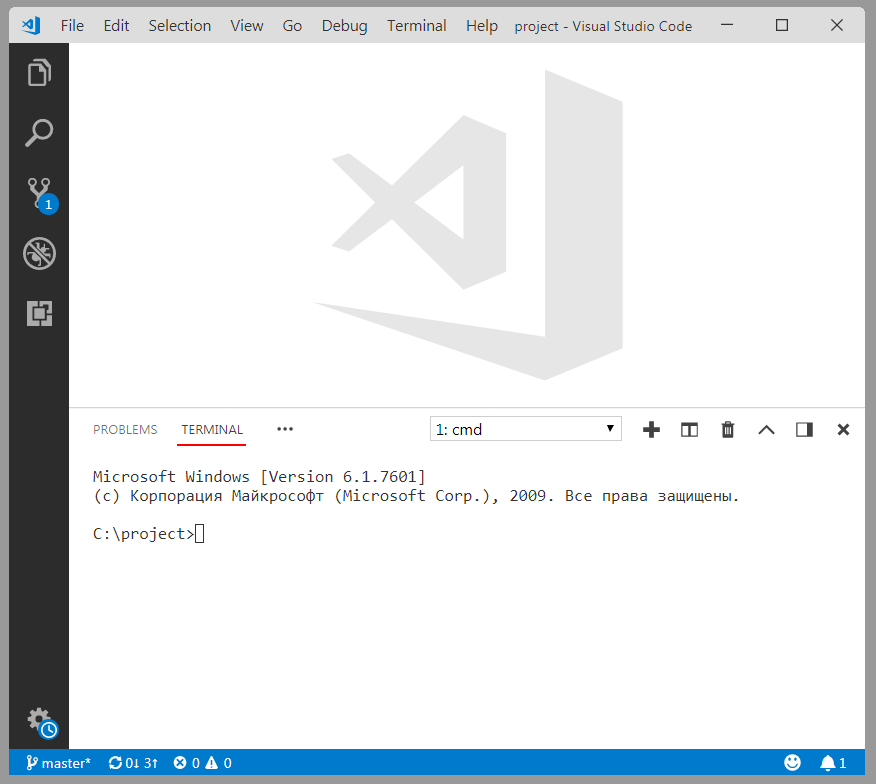 File Edit Selection View Go Debug Terminal Help project - Visual Studio Code
1
PROBLEMS TERMINAL ••• 1: cmd
Microsoft Windows [Version 6.1.7601]
(c) Корпорация Майкрософт (Microsoft Corp.), 2009. Все права защищены.
C:\project>
master* 0↓ 3↑ 0 0 1